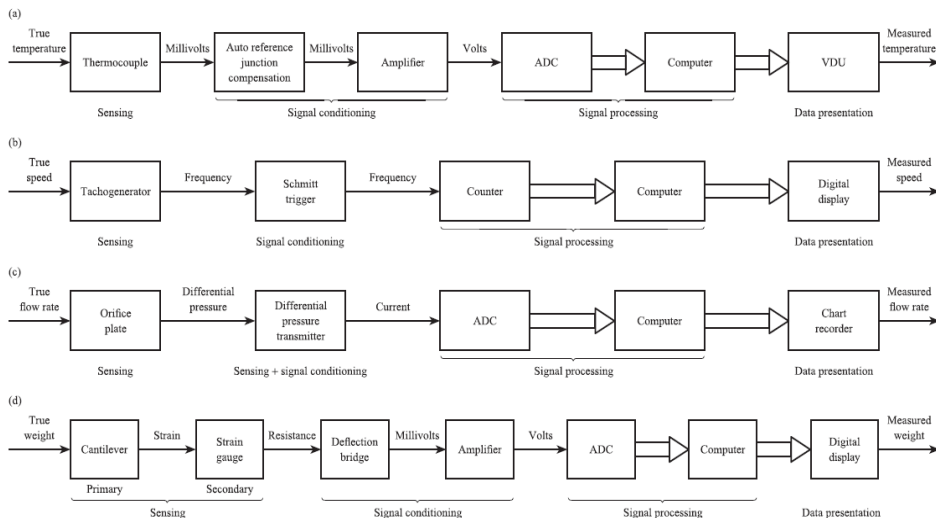 (a)
True
temperature
Thermocouple
Millivolts
Auto reference
junction
compensation
Millivolts
Amplifier
Volts
ADC
Computer
VDU
Measured
temperature
Sensing
Signal conditioning
Signal processing
Data presentation
(b)
True
speed
Tachogenerator
Frequency
Schmitt
trigger
Frequency
Counter
Computer
Digital
display
Measured
speed
Sensing
Signal conditioning
Signal processing
Data presentation
(c)
True
flow rate
Orifice
plate
Differential
pressure
Differential
pressure
transmitter
Current
ADC
Computer
Chart
recorder
Measured
flow rate
Sensing
Sensing + signal conditioning
Signal processing
Data presentation
(d)
True
weight
Cantilever
Strain
Strain
gauge
Resistance
Deflection
bridge
Millivolts
Amplifier
Volts
ADC
Computer
Digital
display
Measured
weight
Primary
Secondary
Sensing
Signal conditioning
Signal processing
Data presentation